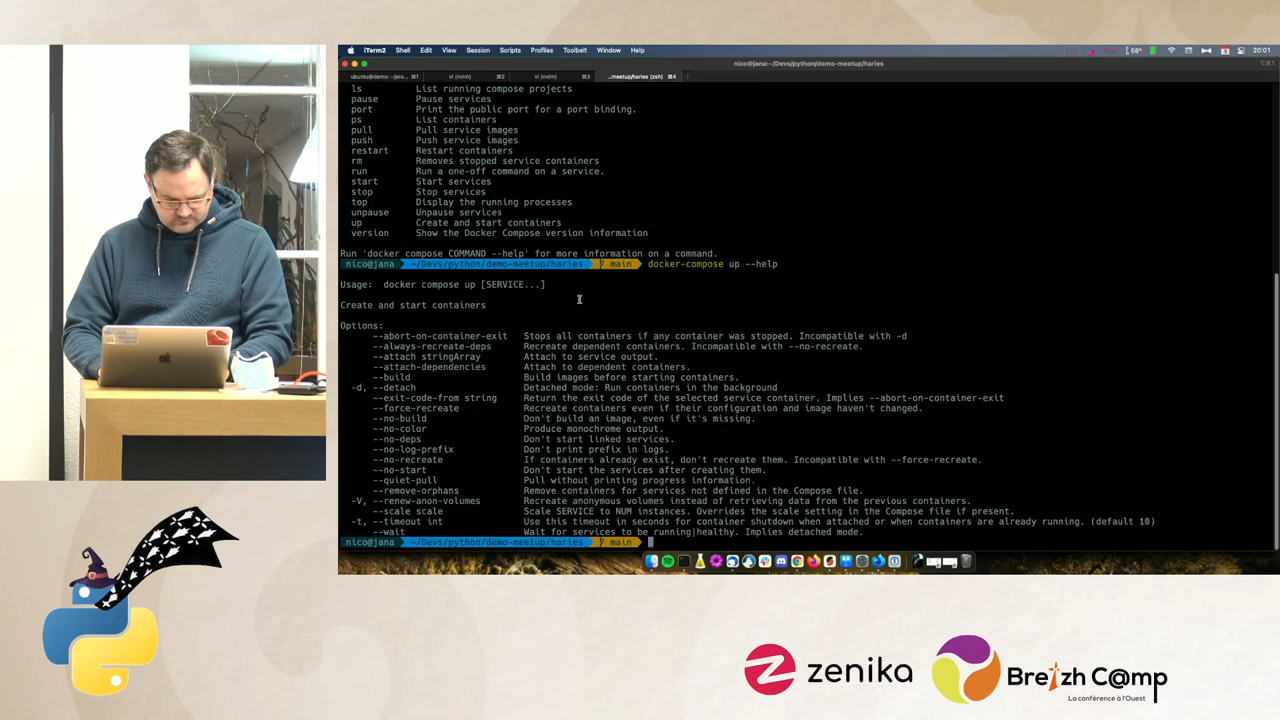 iTerm2 Shell Edit View Session Scripts Profiles Toolbelt Window Help 58° 20:01
nico@jana:~/Devs/python/demo-meetup/haries
ubuntu@demo: ~/pro... ⌘1 vi (nvim) ⌘2 vi (nvim) ⌘3 ...meetup/haries (zsh) ⌘4 +
ls List running compose projects
pause Pause services
port Print the public port for a port binding.
ps List containers
pull Pull service images
push Push service images
restart Restart containers
rm Removes stopped service containers
run Run a one-off command on a service.
start Start services
stop Stop services
top Display the running processes
unpause Unpause services
up Create and start containers
version Show the Docker Compose version information
Run 'docker compose COMMAND --help' for more information on a command.
nico@jana ~/Devs/python/demo-meetup/haries main docker-compose up --help
Usage: docker compose up [SERVICE...]
Create and start containers
Options:
--abort-on-container-exit Stops all containers if any container was stopped. Incompatible with -d
--always-recreate-deps Recreate dependent containers. Incompatible with --no-recreate.
--attach stringArray Attach to service output.
--attach-dependencies Attach to dependent containers.
--build Build images before starting containers.
-d, --detach Detached mode: Run containers in the background
--exit-code-from string Return the exit code of the selected service container. Implies --abort-on-container-exit
--force-recreate Recreate containers even if their configuration and image haven't changed.
--no-build Don't build an image, even if it's missing.
--no-color Produce monochrome output.
--no-deps Don't start linked services.
--no-log-prefix Don't print prefix in logs.
--no-recreate If containers already exist, don't recreate them. Incompatible with --force-recreate.
--no-start Don't start the services after creating them.
--quiet-pull Pull without printing progress information.
--remove-orphans Remove containers for services not defined in the Compose file.
-V, --renew-anon-volumes Recreate anonymous volumes instead of retrieving data from the previous containers.
--scale scale Scale SERVICE to NUM instances. Overrides the scale setting in the Compose file if present.
-t, --timeout int Use this timeout in seconds for container shutdown when attached or when containers are already running. (default 10)
--wait Wait for services to be running|healthy. Implies detached mode.
nico@jana ~/Devs/python/demo-meetup/haries main
zenika
Breizh C@mp
La conférence à l'Ouest